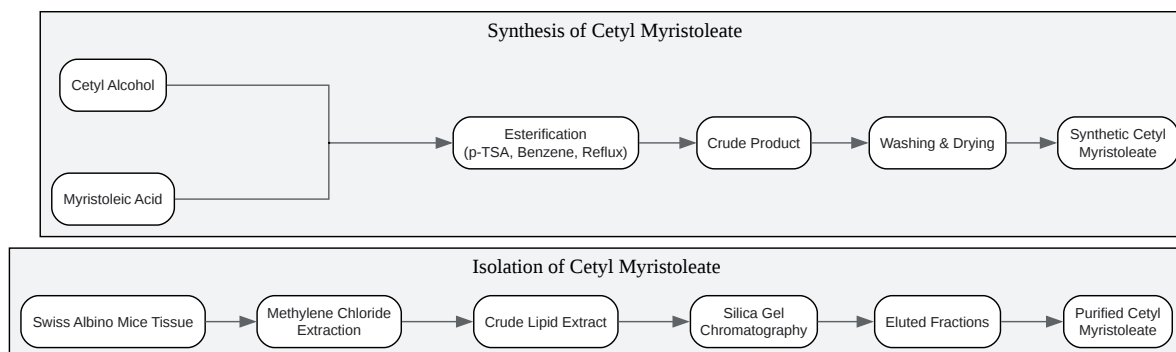 Synthesis of Cetyl Myristoleate
Cetyl Alcohol
Myristoleic Acid
Esterification
(p-TSA, Benzene, Reflux)
Crude Product
Washing & Drying
Synthetic Cetyl
Myristoleate
Isolation of Cetyl Myristoleate
Swiss Albino Mice Tissue
Methylene Chloride
Extraction
Crude Lipid Extract
Silica Gel
Chromatography
Eluted Fractions
Purified Cetyl
Myristoleate